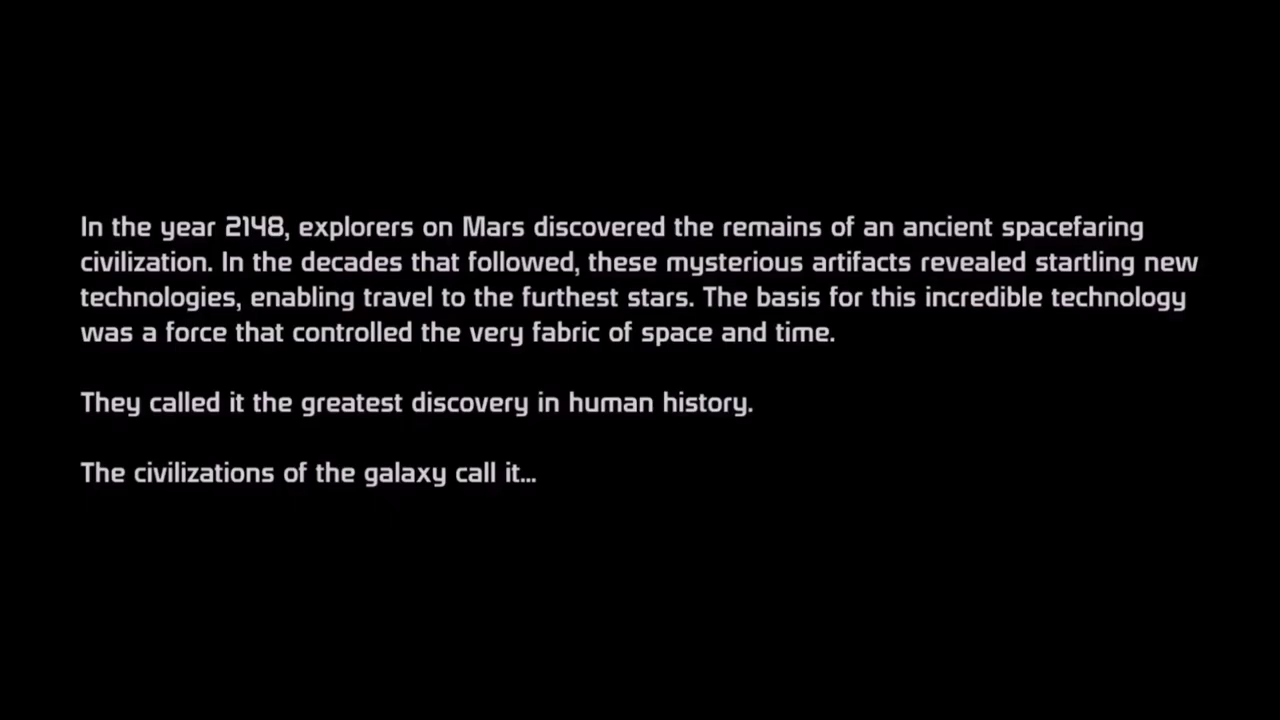 In the year 2148, explorers on Mars discovered the remains of an ancient spacefaring
civilization. In the decades that followed, these mysterious artifacts revealed startling new
technologies, enabling travel to the furthest stars. The basis for this incredible technology
was a force that controlled the very fabric of space and time.
They called it the greatest discovery in human history.
The civilizations of the galaxy call it...